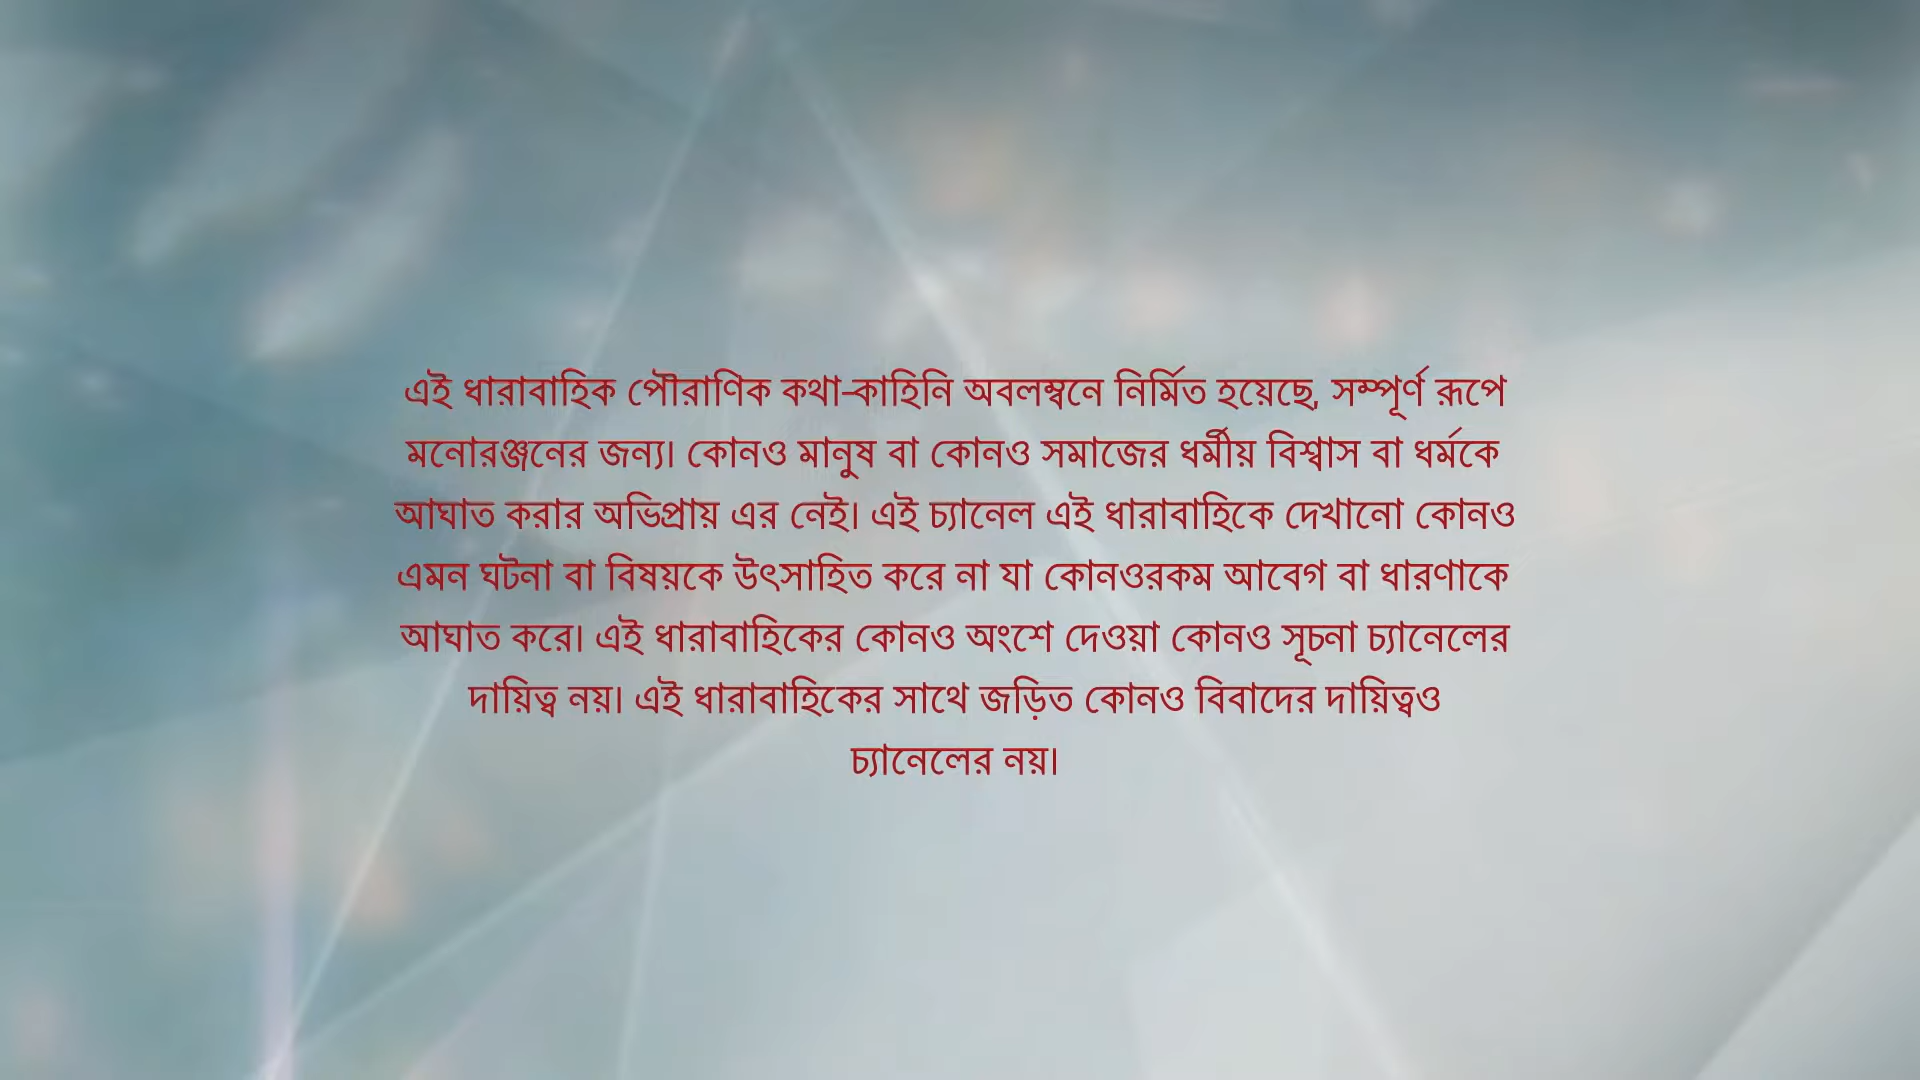 এই ধারাবাহিক পৌরাণিক কথা-কাহিনি অবলম্বনে নির্মিত হয়েছে, সম্পূর্ণ রূপে
মনোরঞ্জনের জন্য। কোনও মানুষ বা কোনও সমাজের ধর্মীয় বিশ্বাস বা ধর্মকে
আঘাত করার অভিপ্রায় এর নেই। এই চ্যানেল এই ধারাবাহিকে দেখানো কোনও
এমন ঘটনা বা বিষয়কে উৎসাহিত করে না যা কোনওরকম আবেগ বা ধারণাকে
আঘাত করে। এই ধারাবাহিকের কোনও অংশে দেওয়া কোনও সূচনা চ্যানেলের
দায়িত্ব নয়। এই ধারাবাহিকের সাথে জড়িত কোনও বিবাদের দায়িত্বও
চ্যানেলের নয়।